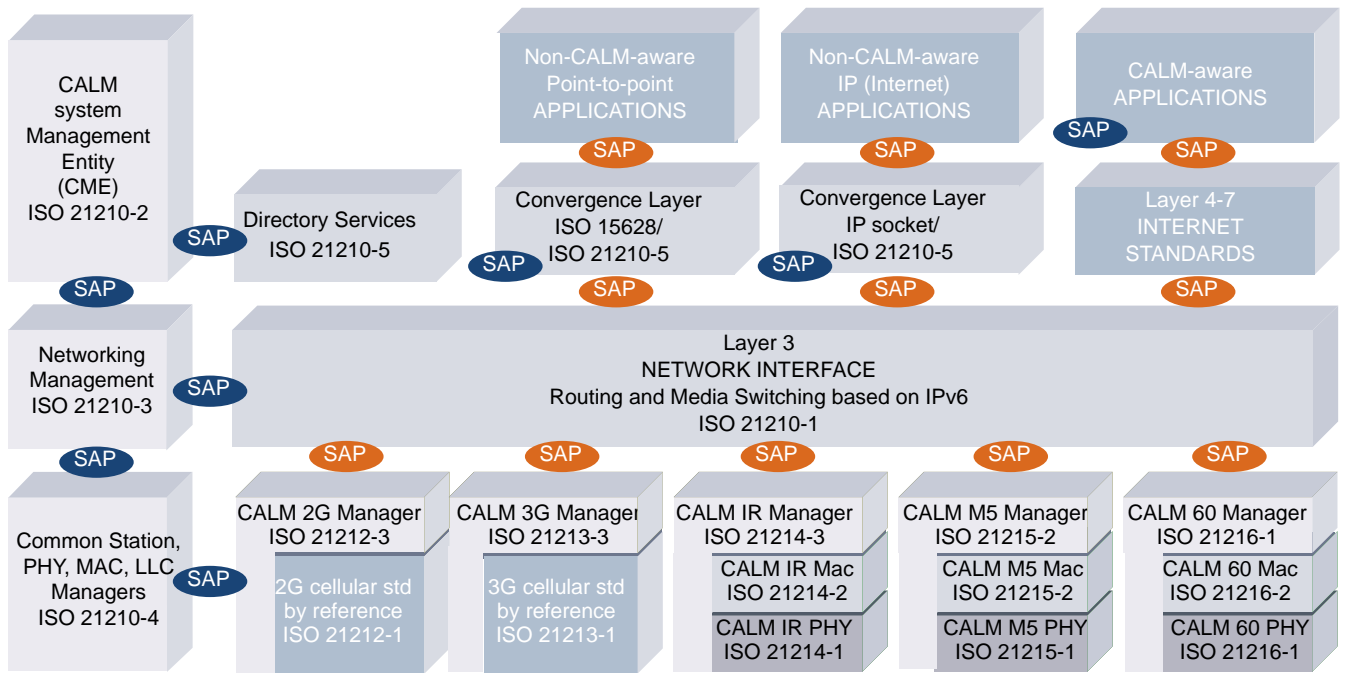 CALM
system
Management
Entity
(CME)
ISO 21210-2
SAP
Networking
Management
ISO 21210-3
SAP
Common Station,
PHY, MAC, LLC
Managers
ISO 21210-4
SAP
Directory Services
ISO 21210-5
SAP
SAP
Non-CALM-aware
Point-to-point
APPLICATIONS
SAP
Convergence Layer
ISO 15628/
ISO 21210-5
SAP
SAP
Non-CALM-aware
IP (Internet)
APPLICATIONS
SAP
Convergence Layer
IP socket/
ISO 21210-5
SAP
SAP
CALM-aware
APPLICATIONS
SAP
SAP
Layer 4-7
INTERNET
STANDARDS
SAP
Layer 3
NETWORK INTERFACE
Routing and Media Switching based on IPv6
ISO 21210-1
SAP
SAP
SAP
SAP
SAP
CALM 2G Manager
ISO 21212-3
2G cellular std
by reference
ISO 21212-1
CALM 3G Manager
ISO 21213-3
3G cellular std
by reference
ISO 21213-1
CALM IR Manager
ISO 21214-3
CALM IR Mac
ISO 21214-2
CALM IR PHY
ISO 21214-1
CALM M5 Manager
ISO 21215-2
CALM M5 Mac
ISO 21215-2
CALM M5 PHY
ISO 21215-1
CALM 60 Manager
ISO 21216-1
CALM 60 Mac
ISO 21216-2
CALM 60 PHY
ISO 21216-1